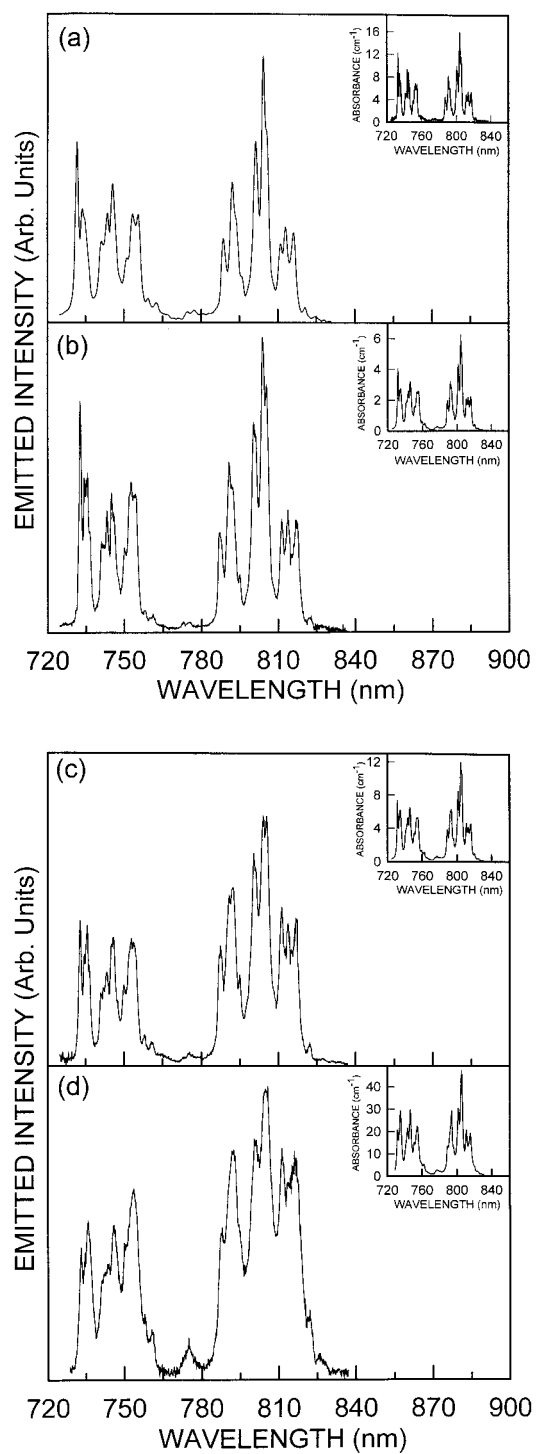 (a)
ABSORBANCE (cm⁻¹)
16
12
8
4
0
720 760 800 840
WAVELENGTH (nm)
(b)
ABSORBANCE (cm⁻¹)
6
4
2
0
720 760 800 840
WAVELENGTH (nm)
EMITTED INTENSITY (Arb. Units)
720 750 780 810 840 870 900
WAVELENGTH (nm)
(c)
ABSORBANCE (cm⁻¹)
12
8
4
0
720 760 800 840
WAVELENGTH (nm)
(d)
ABSORBANCE (cm⁻¹)
40
30
20
10
0
720 760 800 840
WAVELENGTH (nm)
EMITTED INTENSITY (Arb. Units)
720 750 780 810 840 870 900
WAVELENGTH (nm)